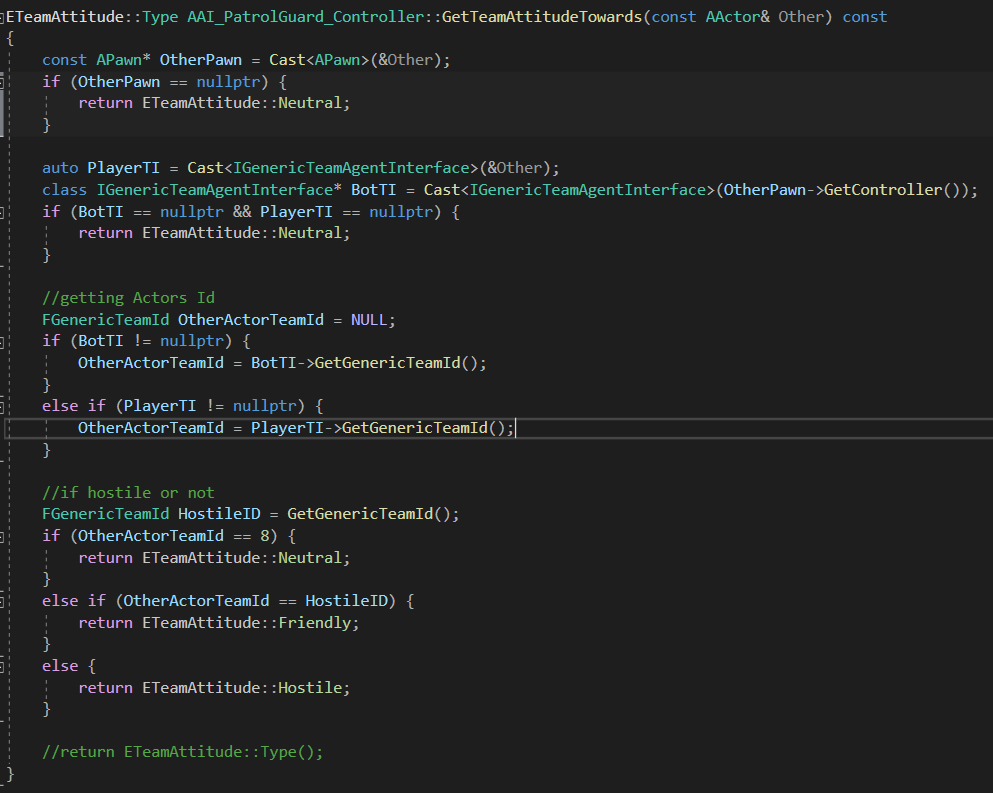 ETeamAttitude::Type AAI_PatrolGuard_Controller::GetTeamAttitudeTowards(const AActor& Other) const
{
const APawn* OtherPawn = Cast<APawn>(&Other);
if (OtherPawn == nullptr) {
return ETeamAttitude::Neutral;
}
auto PlayerTI = Cast<IGenericTeamAgentInterface>(&Other);
class IGenericTeamAgentInterface* BotTI = Cast<IGenericTeamAgentInterface>(OtherPawn->GetController());
if (BotTI == nullptr && PlayerTI == nullptr) {
return ETeamAttitude::Neutral;
}
//getting Actors Id
FGenericTeamId OtherActorTeamId = NULL;
if (BotTI != nullptr) {
OtherActorTeamId = BotTI->GetGenericTeamId();
}
else if (PlayerTI != nullptr) {
OtherActorTeamId = PlayerTI->GetGenericTeamId();
}
//if hostile or not
FGenericTeamId HostileID = GetGenericTeamId();
if (OtherActorTeamId == 8) {
return ETeamAttitude::Neutral;
}
else if (OtherActorTeamId == HostileID) {
return ETeamAttitude::Friendly;
}
else {
return ETeamAttitude::Hostile;
}
//return ETeamAttitude::Type();
}